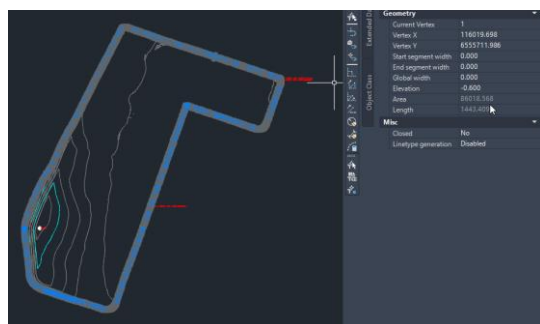 Geometry
Current Vertex 1
Vertex X 116019.698
Vertex Y 6555711.986
Start segment width 0.000
End segment width 0.000
Global width 0.000
Elevation -0.600
Area 86018.568
Length
Misc
Closed No
Linetype generation Disabled
Object Class